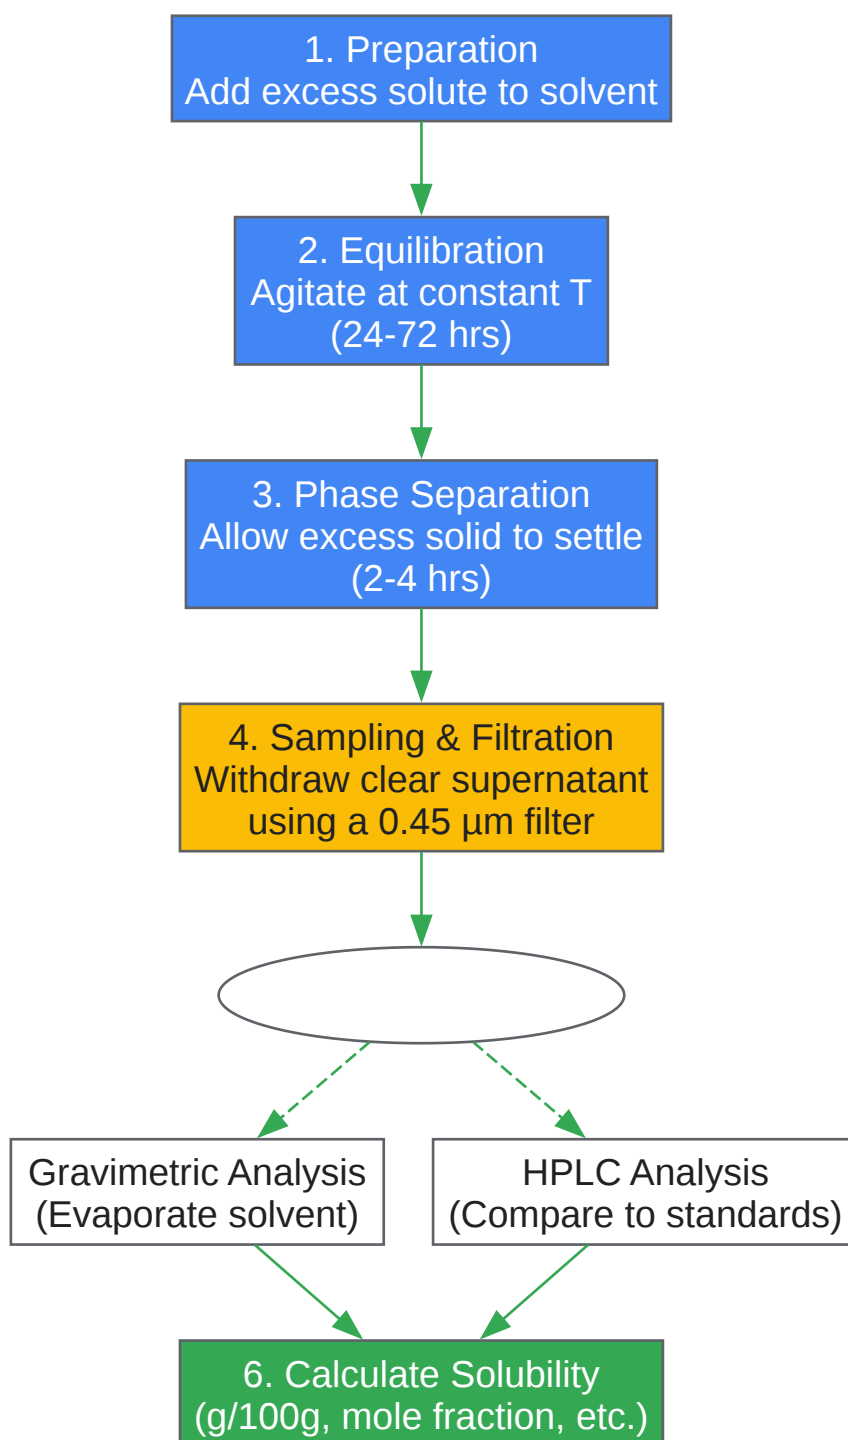 1. Preparation
Add excess solute to solvent
2. Equilibration
Agitate at constant T
(24-72 hrs)
3. Phase Separation
Allow excess solid to settle
(2-4 hrs)
4. Sampling & Filtration
Withdraw clear supernatant
using a 0.45 µm filter
Gravimetric Analysis
(Evaporate solvent)
HPLC Analysis
(Compare to standards)
6. Calculate Solubility
(g/100g, mole fraction, etc.)